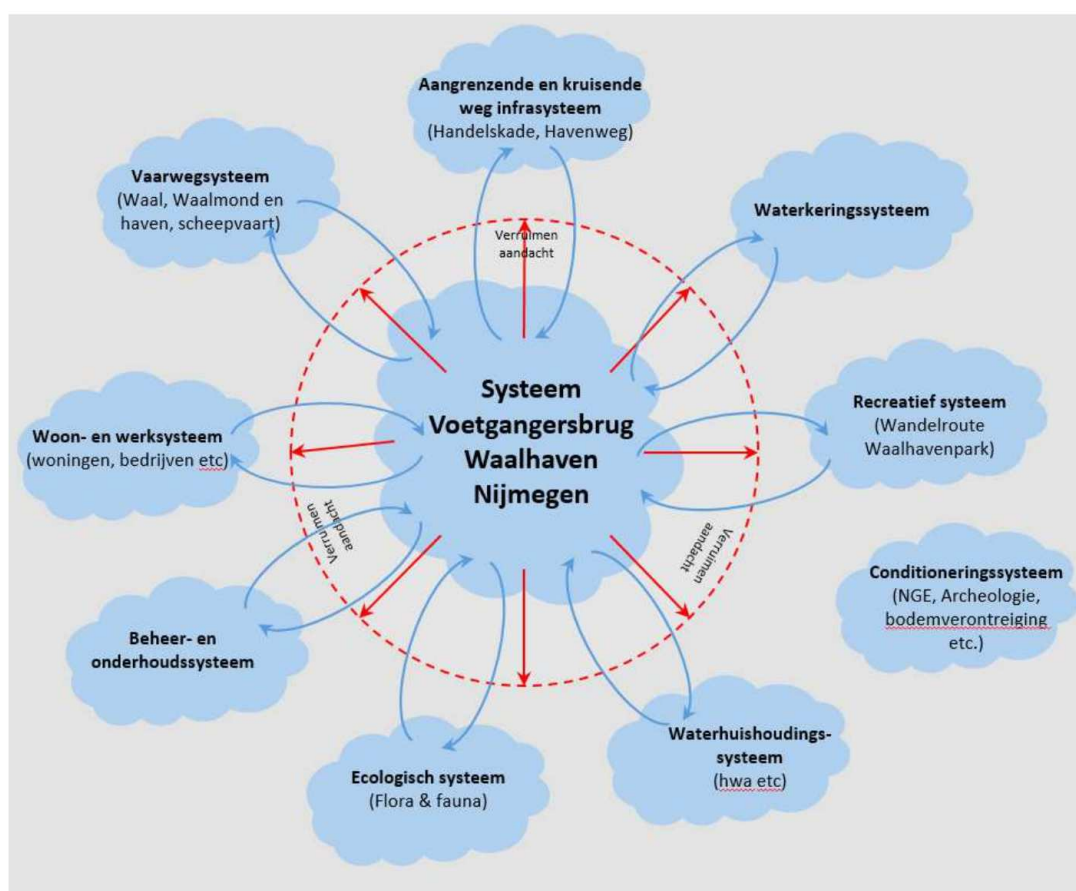 Aangrenzende en kruisende
weg infrasysteem
(Handelskade, Havenweg)
Vaarwegsysteem
(Waal, Waalmond en
haven, scheepvaart)
Waterkeringssysteem
Verruimen
aandacht
Systeem
Voetgangersbrug
Waalhaven
Nijmegen
Recreatief systeem
(Wandelroute
Waalhavenpark)
Woon- en werksysteem
(woningen, bedrijven etc)
Verruimen
aandacht
Verruimen
aandacht
Conditioneringssysteem
(NGE, Archeologie,
bodemverontreiging
etc.)
Beheer- en
onderhoudssysteem
Waterhuishoudings-
systeem
(hwa etc)
Ecologisch systeem
(Flora & fauna)